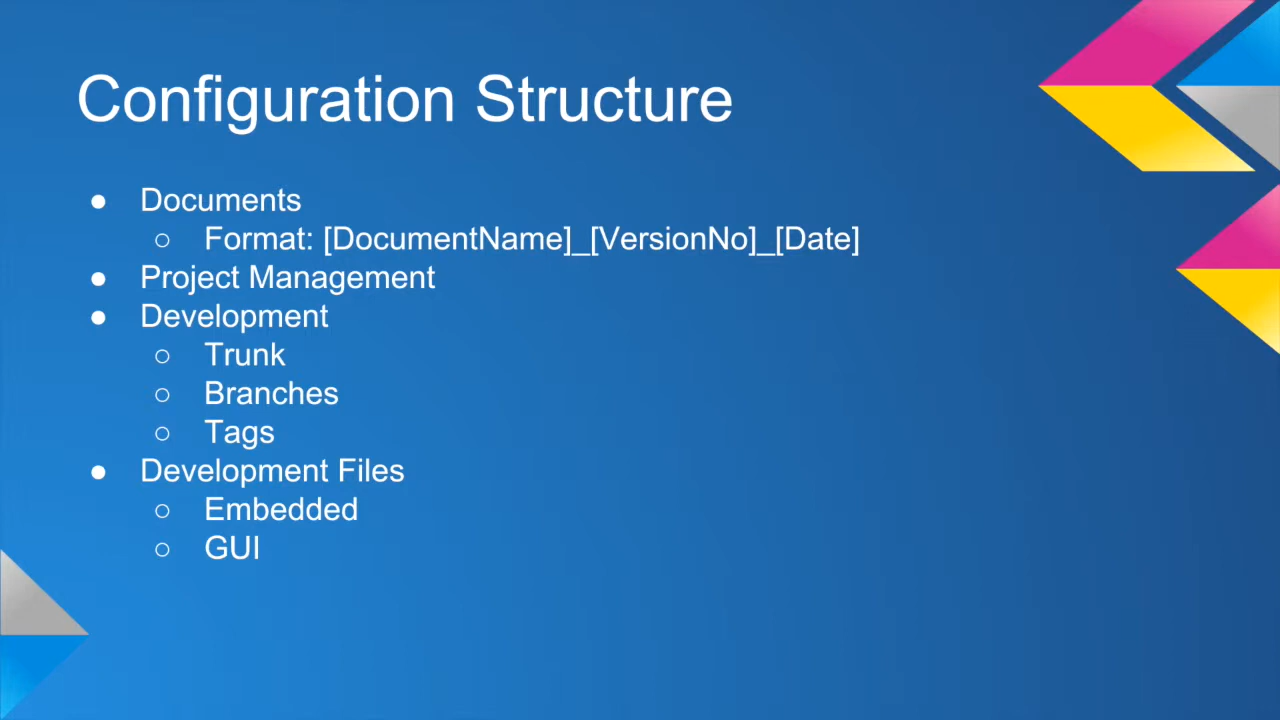 Configuration Structure
● Documents
○ Format: [DocumentName]_[VersionNo]_[Date]
● Project Management
● Development
○ Trunk
○ Branches
○ Tags
● Development Files
○ Embedded
○ GUI